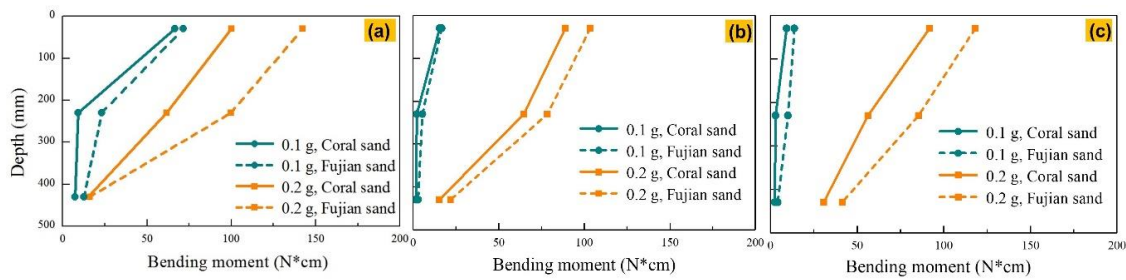 Depth (mm)
0
100
200
300
400
500
(a)
0.1 g, Coral sand
0.1 g, Fujian sand
0.2 g, Coral sand
0.2 g, Fujian sand
0
50
100
150
200
Bending moment (N*cm)
(b)
0.1 g, Coral sand
0.1 g, Fujian sand
0.2 g, Coral sand
0.2 g, Fujian sand
0
50
100
150
200
Bending moment (N*cm)
(c)
0.1 g, Coral sand
0.1 g, Fujian sand
0.2 g, Coral sand
0.2 g, Fujian sand
0
50
100
150
200
Bending moment (N*cm)